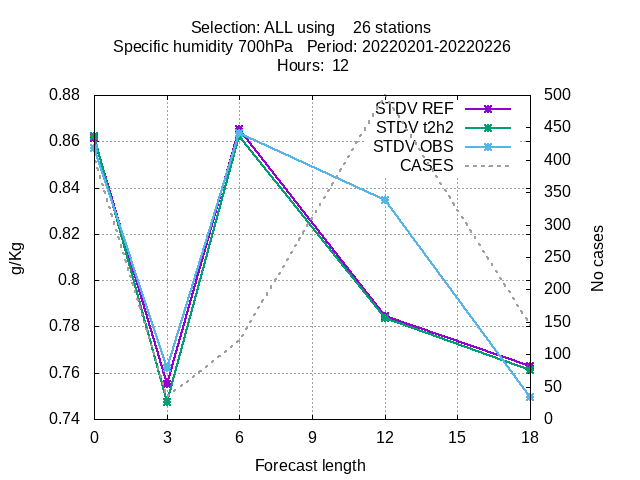 Selection: ALL using    26 stations
Specific humidity 700hPa   Period: 20220201-20220226
Hours:  12
0.88
0.86
0.84
0.82
0.8
0.78
0.76
0.74
g/Kg
STDV REF
STDV t2h2
STDV OBS
CASES
500
450
400
350
300
250
200
150
100
50
0
No cases
0 3 6 9 12 15 18
Forecast length